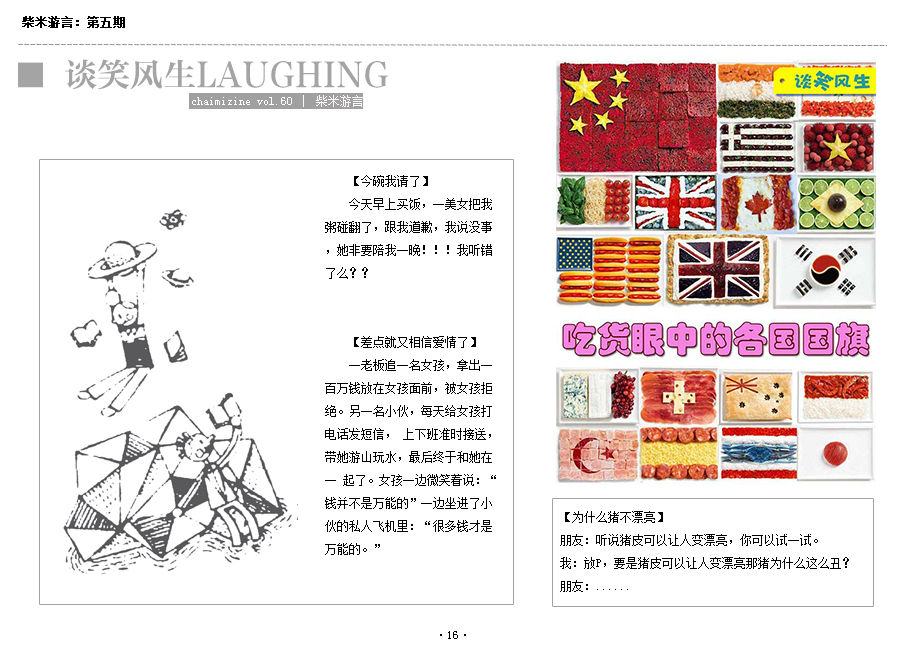 柴米游言：第五期
谈笑风生LAUGHING
chaimizine vol.60 | 柴米游言
【今碗我请了】
今天早上买饭，一美女把我
粥碰翻了，跟我道歉，我说没事
，她非要陪我一晚！！！我听错
了么？？
【差点就又相信爱情了】
一老板追一名女孩，拿出一
百万钱放在女孩面前，被女孩拒
绝。另一名小伙，每天给女孩打
电话发短信， 上下班准时接送，
带她游山玩水，最后终于和她在
一 起了。女孩一边微笑着说：“
钱并不是万能的”一边坐进了小
伙的私人飞机里：“很多钱才是
万能的。”
谈笑风生
吃货眼中的各国国旗
【为什么猪不漂亮】
朋友：听说猪皮可以让人变漂亮，你可以试一试。
我：放P，要是猪皮可以让人变漂亮那猪为什么这么丑？
朋友：......
·16·